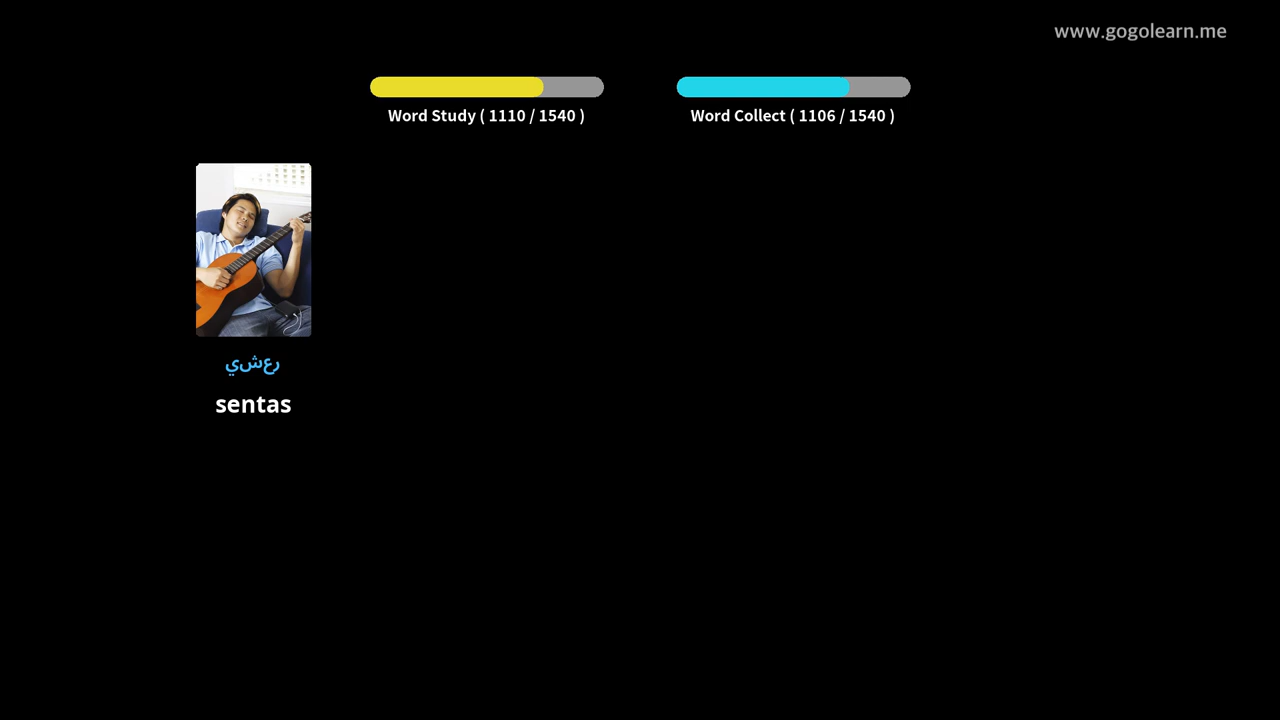 www.gogolearn.me
Word Study ( 1110 / 1540 )
Word Collect ( 1106 / 1540 )
رعشي
sentas